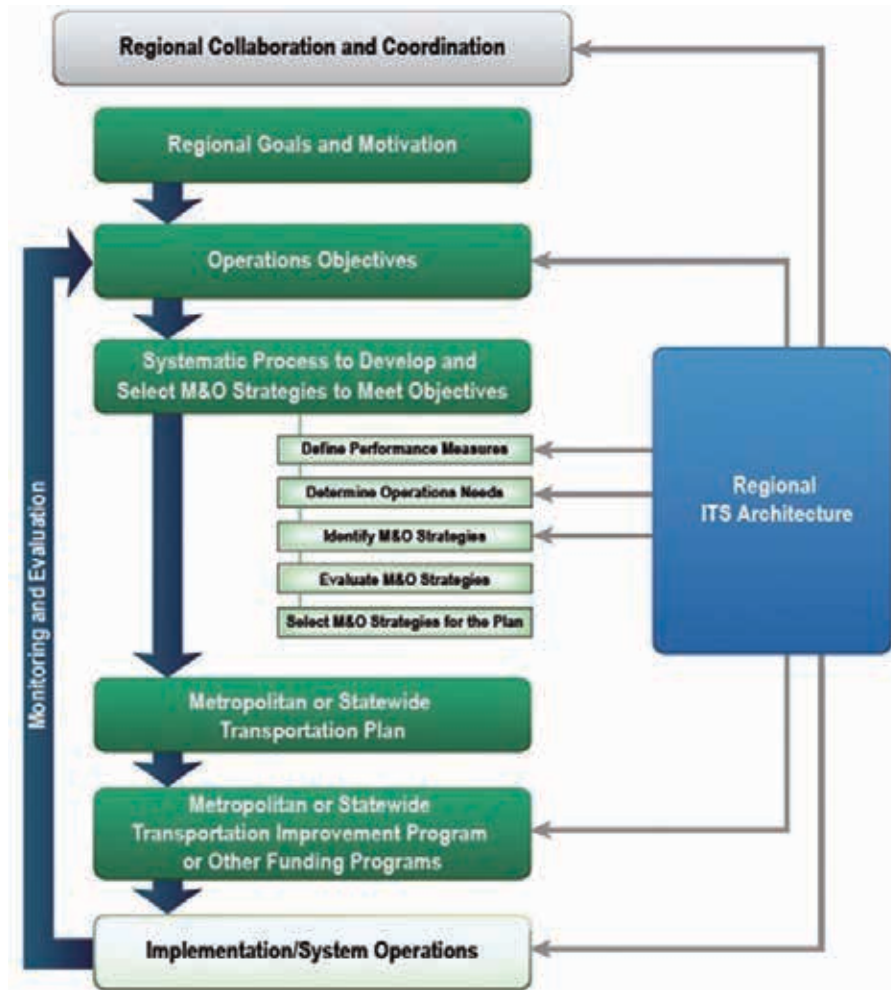 Regional Collaboration and Coordination
Regional Goals and Motivation
Operations Objectives
Systematic Process to Develop and
Select M&O Strategies to Meet Objectives
Define Performance Measures
Determine Operations Needs
Identify M&O Strategies
Evaluate M&O Strategies
Select M&O Strategies for the Plan
Regional
ITS Architecture
Monitoring and Evaluation
Metropolitan or Statewide
Transportation Plan
Metropolitan or Statewide
Transportation Improvement Program
or Other Funding Programs
Implementation/System Operations